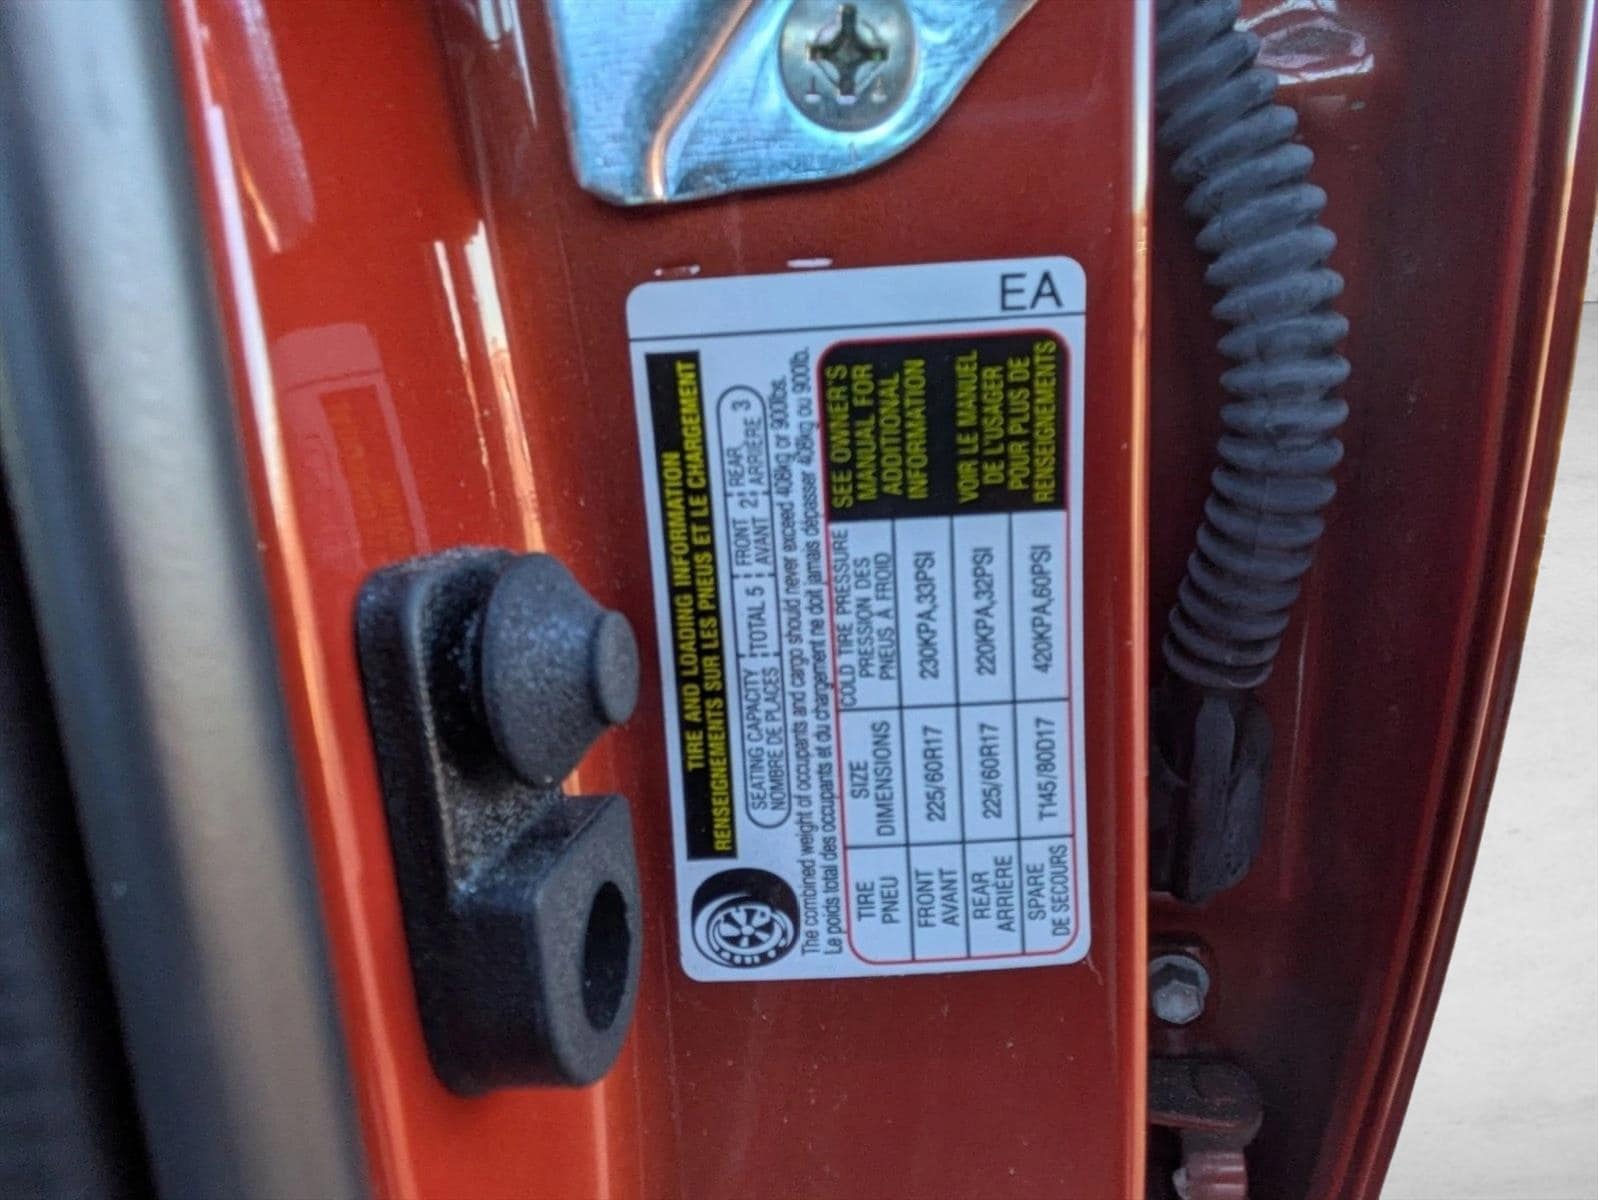 EA
TIRE AND LOADING INFORMATION
RENSEIGNEMENTS SUR LES PNEUS ET LE CHARGEMENT
SEATING CAPACITY TOTAL 5 FRONT 2 REAR 3
NOMBRE DE PLACES AVANT ARRIÈRE
The combined weight of occupants and cargo should never exceed 408kg or 900lbs.
Le poids total des occupants et du chargement ne doit jamais dépasser 408kg ou 900lb.
TIRE SIZE COLD TIRE PRESSURE
PNEU DIMENSIONS PRESSION DES
PNEUS À FROID
FRONT 225/60R17 230KPA,33PSI
AVANT
REAR 225/60R17 220KPA,32PSI
ARRIÈRE
SPARE T145/80D17 420KPA,60PSI
DE SECOURS
SEE OWNER'S
MANUAL FOR
ADDITIONAL
INFORMATION
VOIR LE MANUEL
DE L'USAGER
POUR PLUS DE
RENSEIGNEMENTS